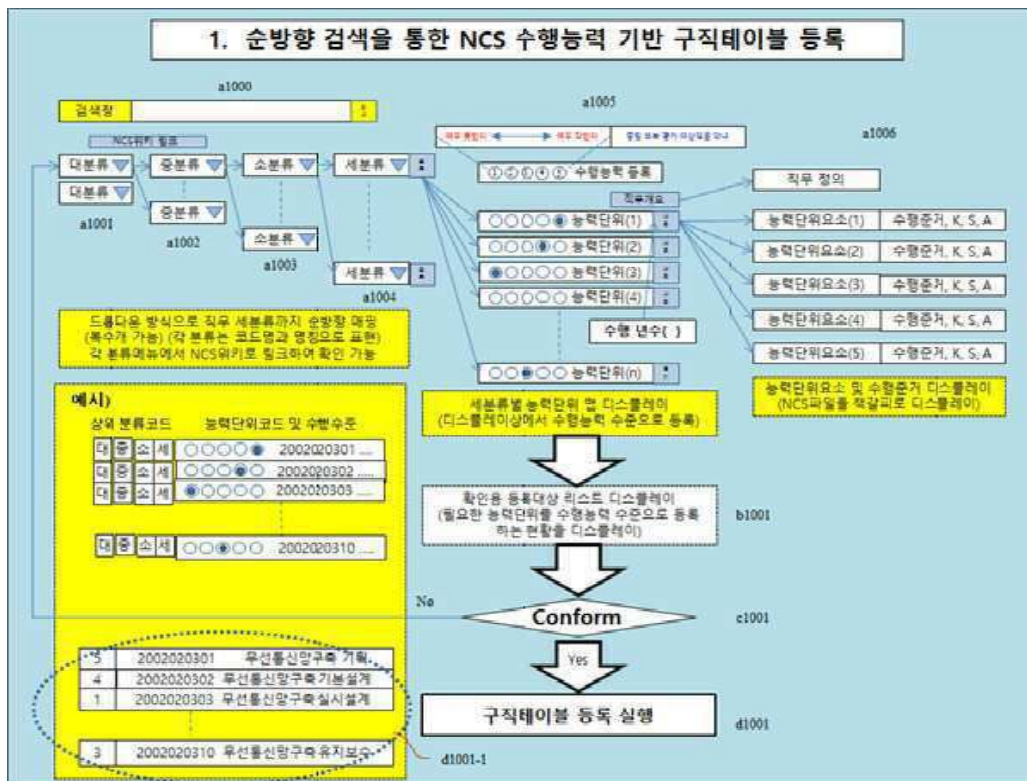 1. 순방향 검색을 통한 NCS 수행능력 기반 구직테이블 등록
a1000
검색창
NCS위키 링크
대분류 중분류 소분류 세분류
대분류
a1001
중분류
a1002
소분류
a1003
세분류
a1004
a1005
매우 못한다 매우 잘한다
① ② ③ ④ ⑤ 수행능력 등록
직무개요
능력단위(1)
능력단위(2)
능력단위(3)
능력단위(4)
수행 년수( )
능력단위(n)
a1006
직무 정의
능력단위요소(1) 수행준거, K, S, A
능력단위요소(2) 수행준거, K, S, A
능력단위요소(3) 수행준거, K, S, A
능력단위요소(4) 수행준거, K, S, A
능력단위요소(5) 수행준거, K, S, A
드롭다운 방식으로 직무 세분류까지 순방향 매핑
(복수개 가능) (각 분류는 코드명과 명칭으로 표현)
각 분류메뉴에서 NCS위키로 링크하여 확인 가능
세분류별 능력단위 맵 디스플레이
(디스플레이상에서 수행능력 수준으로 등록)
능력단위요소 및 수행준거 디스플레이
(NCS파일을 책갈피로 디스플레이)
예시)
상위 분류코드 능력단위코드 및 수행수준
대 중 소 세 2002020301 ....
대 중 소 세 2002020302 .....
대 중 소 세 2002020303 ....
대 중 소 세 2002020310 ....
확인용 등록대상 리스트 디스플레이
(필요한 능력단위를 수행능력 수준으로 등록
하는 현황을 디스플레이)
b1001
No
Conform
c1001
Yes
5 2002020301 무선통신망구축 기획
4 2002020302 무선통신망구축 기본설계
1 2002020303 무선통신망구축 실시설계
3 2002020310 무선통신망구축 유지보수
구직테이블 등록 실행
d1001
d1001-1